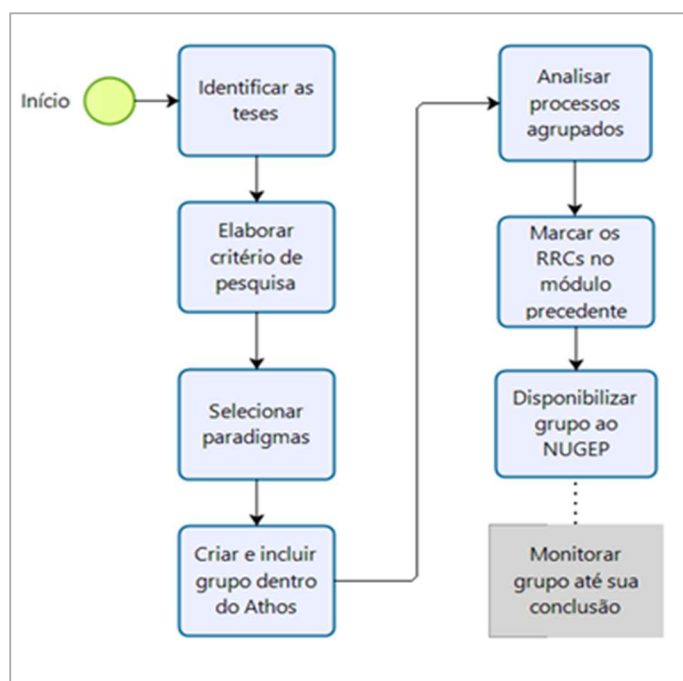 Início
Identificar as
teses
Elaborar
critério de
pesquisa
Selecionar
paradigmas
Criar e incluir
grupo dentro
do Athos
Analisar
processos
agrupados
Marcar os
RRCs no
módulo
precedente
Disponibilizar
grupo ao
NUGEP
Monitorar
grupo até sua
conclusão